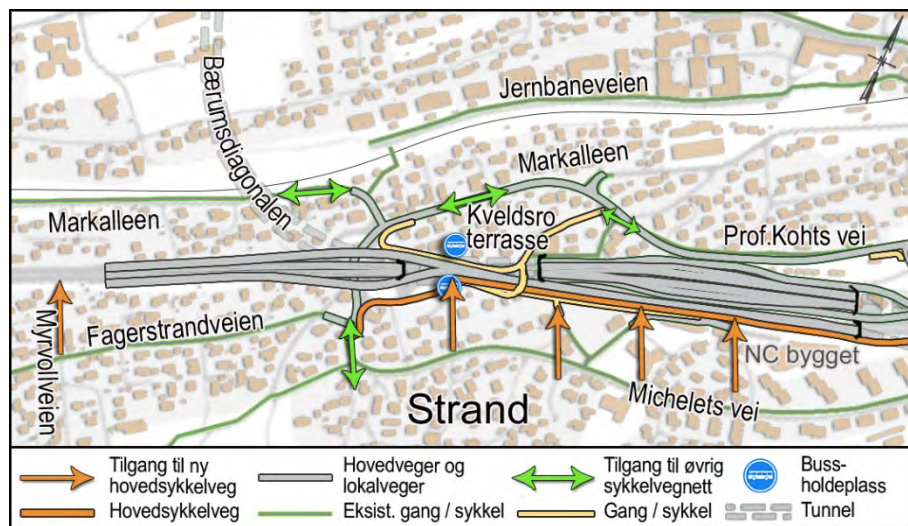 Bærumsdiagonalen
Jernbaneveien
Markalleen
Markalleen
Kveldsro
terrasse
Prof.Kohts vei
Myrvollveien
Fagerstrandveien
NC bygget
Michelets vei
Strand
Tilgang til ny
hovedsykkelveg
Hovedveger og
lokalveger
Tilgang til øvrig
sykkelvegnett
Buss-
holdeplass
Hovedsykkelveg
Eksist. gang / sykkel
Gang / sykkel
Tunnel